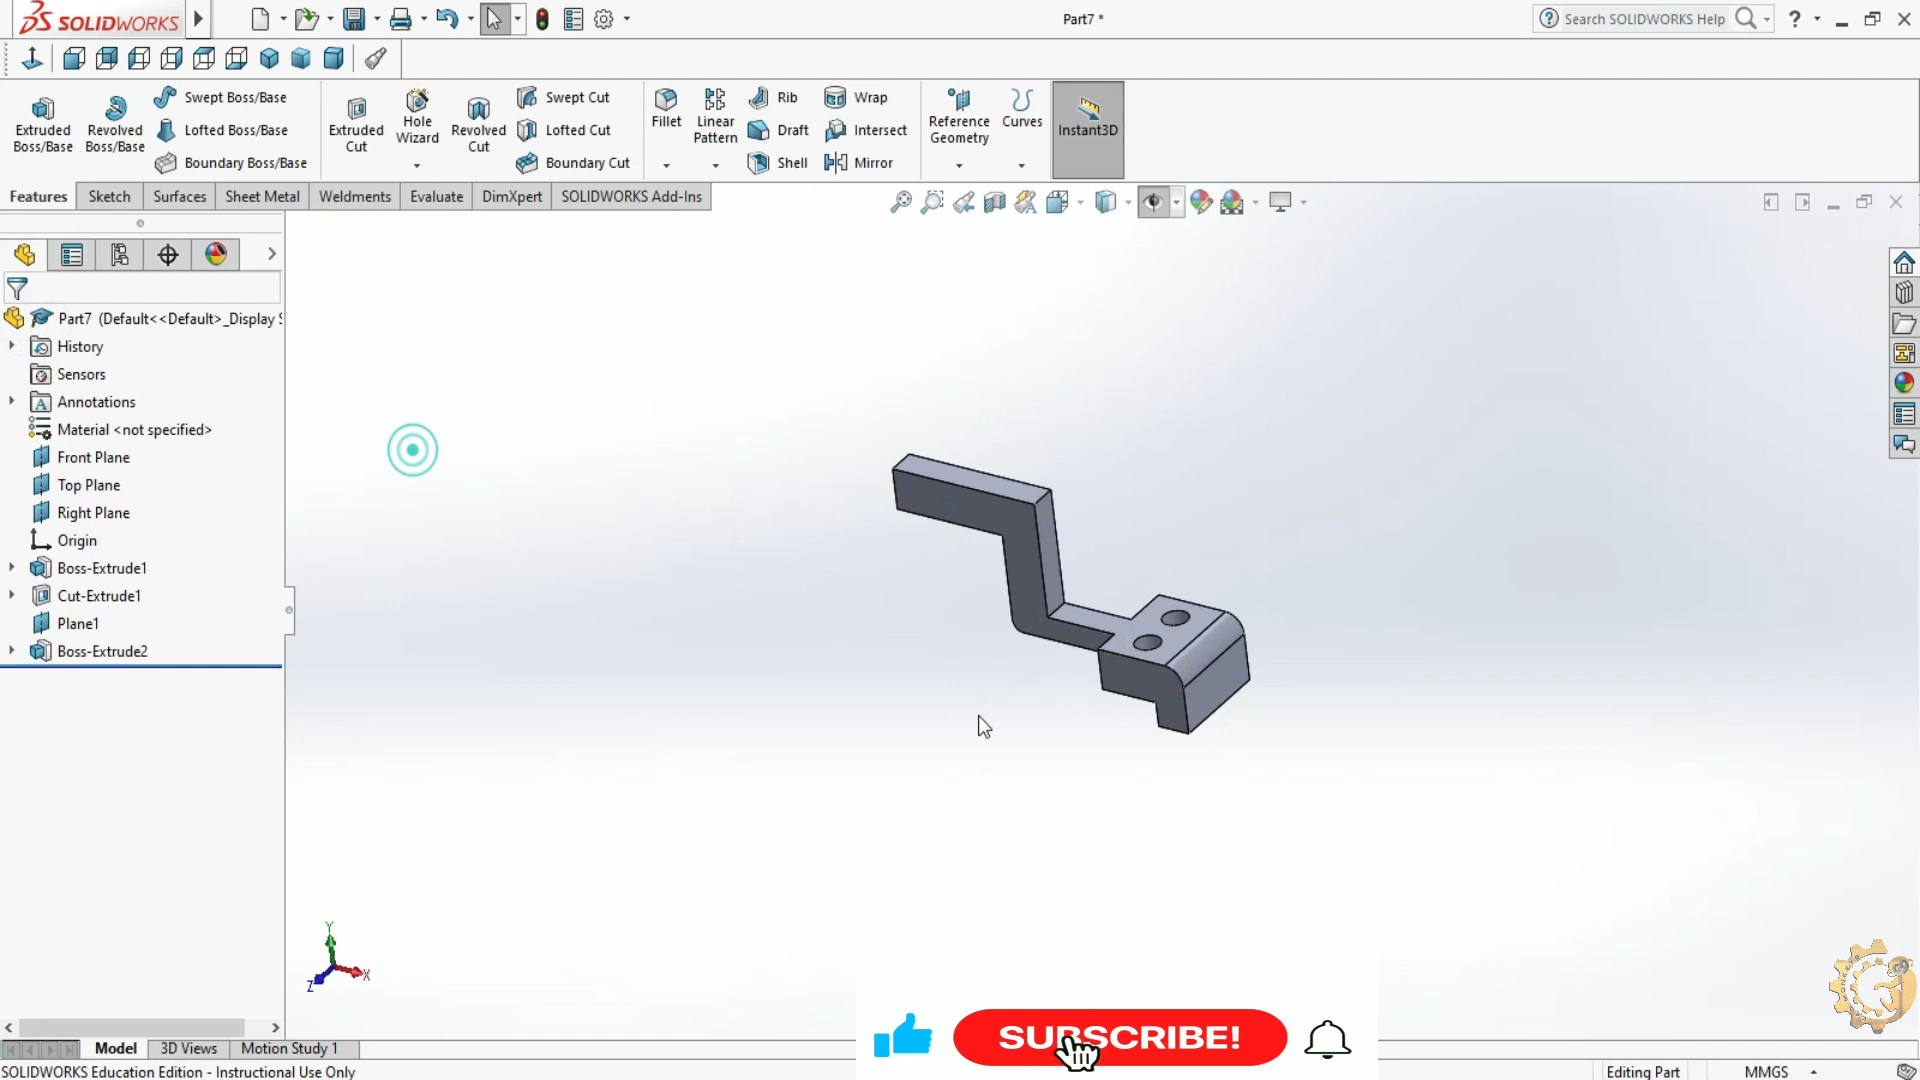 SOLIDWORKS
Part7 *
Search SOLIDWORKS Help
Extruded Boss/Base
Revolved Boss/Base
Swept Boss/Base
Lofted Boss/Base
Boundary Boss/Base
Extruded Cut
Hole Wizard
Revolved Cut
Swept Cut
Lofted Cut
Boundary Cut
Fillet
Linear Pattern
Rib
Draft
Shell
Wrap
Intersect
Mirror
Reference Geometry
Curves
Instant3D
Features
Sketch
Surfaces
Sheet Metal
Weldments
Evaluate
DimXpert
SOLIDWORKS Add-Ins
Part7 (Default<<Default>_Display S
History
Sensors
Annotations
Material <not specified>
Front Plane
Top Plane
Right Plane
Origin
Boss-Extrude1
Cut-Extrude1
Plane1
Boss-Extrude2
Y
X
Z
SUBSCRIBE!
Model
3D Views
Motion Study 1
SOLIDWORKS Education Edition - Instructional Use Only
Editing Part
MMGS